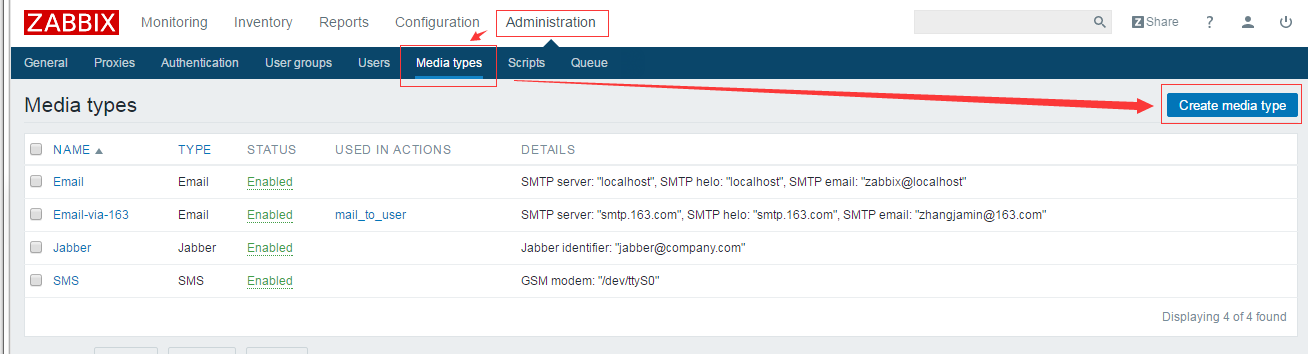 ZABBIX Monitoring Inventory Reports Configuration Administration Z Share ?
General Proxies Authentication User groups Users Media types Scripts Queue
Media types Create media type
NAME TYPE STATUS USED IN ACTIONS DETAILS
Email Email Enabled SMTP server: "localhost", SMTP helo: "localhost", SMTP email: "zabbix@localhost"
Email-via-163 Email Enabled mail_to_user SMTP server: "smtp.163.com", SMTP helo: "smtp.163.com", SMTP email: "zhangjamin@163.com"
Jabber Jabber Enabled Jabber identifier: "jabber@company.com"
SMS SMS Enabled GSM modem: "/dev/ttyS0"
Displaying 4 of 4 found